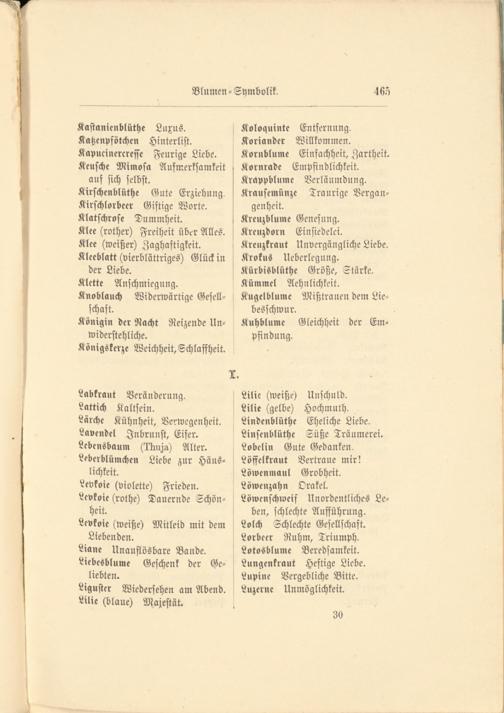 Blumen-Symbolik. 465
Kastanienblüthe Luxus.
Katzenpfötchen Hinterlist.
Kapucinercresse Feurige Liebe.
Keusche Mimosa Aufmerksamkeit
auf sich selbst.
Kirschenblüthe Gute Erziehung.
Kirschlorbeer Giftige Worte.
Klatschrose Dummheit.
Klee (rother) Freiheit über Alles.
Klee (weißer) Zaghaftigkeit.
Kleeblatt (vierblättriges) Glück in
der Liebe.
Klette Anschmiegung.
Knoblauch Widerwärtige Gesell-
schaft.
Königin der Nacht Reizende Un-
widerstehliche.
Königskerze Weichheit, Schlaffheit.
Koloquinte Entfernung.
Koriander Willkommen.
Kornblume Einfachheit, Zartheit.
Kornrade Empfindlichkeit.
Krappblume Verläumdung.
Krausemünze Traurige Vergan-
genheit.
Kreuzblume Genesung.
Kreuzdorn Einsiedelei.
Kreuzkraut Unvergängliche Liebe.
Krokus Ueberlegung.
Kürbisblüthe Größe, Stärke.
Kümmel Aehnlichkeit.
Kugelblume Mißtrauen dem Lie-
besschwur.
Kuhblume Gleichheit der Em-
pfindung.
L.
Labkraut Veränderung.
Lattich Kaltsein.
Lärche Kühnheit, Verwegenheit.
Lavendel Inbrunst, Eifer.
Lebensbaum (Thuja) Alter.
Leberblümchen Liebe zur Häus-
lichkeit.
Levkoie (violette) Frieden.
Levkoie (rothe) Dauernde Schön-
heit.
Levkoie (weiße) Mitleid mit dem
Liebenden.
Liane Unauflösbare Bande.
Liebesblume Geschenk der Ge-
liebten.
Liguster Wiedersehen am Abend.
Lilie (blaue) Majestät.
Lilie (weiße) Unschuld.
Lilie (gelbe) Hochmuth.
Lindenblüthe Eheliche Liebe.
Linsenblüthe Süße Träumerei.
Lobelin Gute Gedanken.
Löffelkraut Vertraue mir!
Löwenmaul Grobheit.
Löwenzahn Orakel.
Löwenschweif Unordentliches Le-
ben, schlechte Aufführung.
Lolch Schlechte Gesellschaft.
Lorbeer Ruhm, Triumph.
Lotosblume Beredsamkeit.
Lungenkraut Heftige Liebe.
Lupine Vergebliche Bitte.
Luzerne Unmöglichkeit.
30